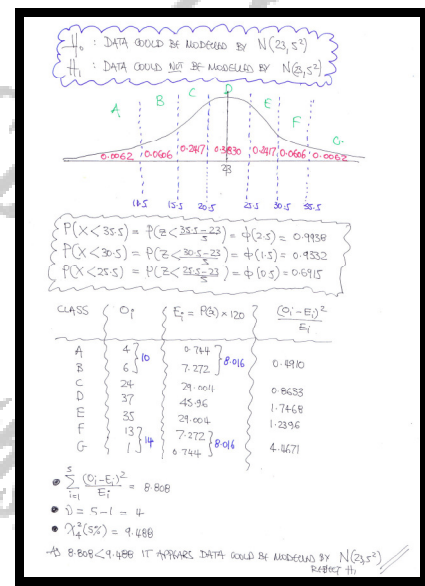 H₀ : DATA COULD BE MODELLED BY N(23,5²)
H₁ : DATA COULD NOT BE MODELLED BY N(23,5²)
A B C D E F G
0.0062 0.0606 0.2417 0.3830 0.2417 0.0606 0.0062
23
10.5 15.5 20.5 25.5 30.5 35.5
P(X<35.5) = P(Z<(35.5-23)/5) = ϕ(2.5) = 0.9938
P(X<30.5) = P(Z<(30.5-23)/5) = ϕ(1.5) = 0.9332
P(X<25.5) = P(Z<(25.5-23)/5) = ϕ(0.5) = 0.6915
CLASS Oᵢ Eᵢ = P(x) × 120 (Oᵢ-Eᵢ)²/Eᵢ
A 4 } 10 0.744 } 8.016 0.4910
B 6 7.272
C 24 29.004 0.8633
D 37 45.96 1.7468
E 35 29.004 1.2396
F 13 } 14 7.272 } 8.016 4.4671
G 1 0.744
• ∑ᵢ₌₁⁵ (Oᵢ-Eᵢ)²/Eᵢ = 8.808
• ν = 5-1 = 4
• χ₄²(5%) = 9.488
AS 8.808<9.488 IT APPEARS DATA COULD BE MODELLED BY N(23,5²)
REJECT H₁